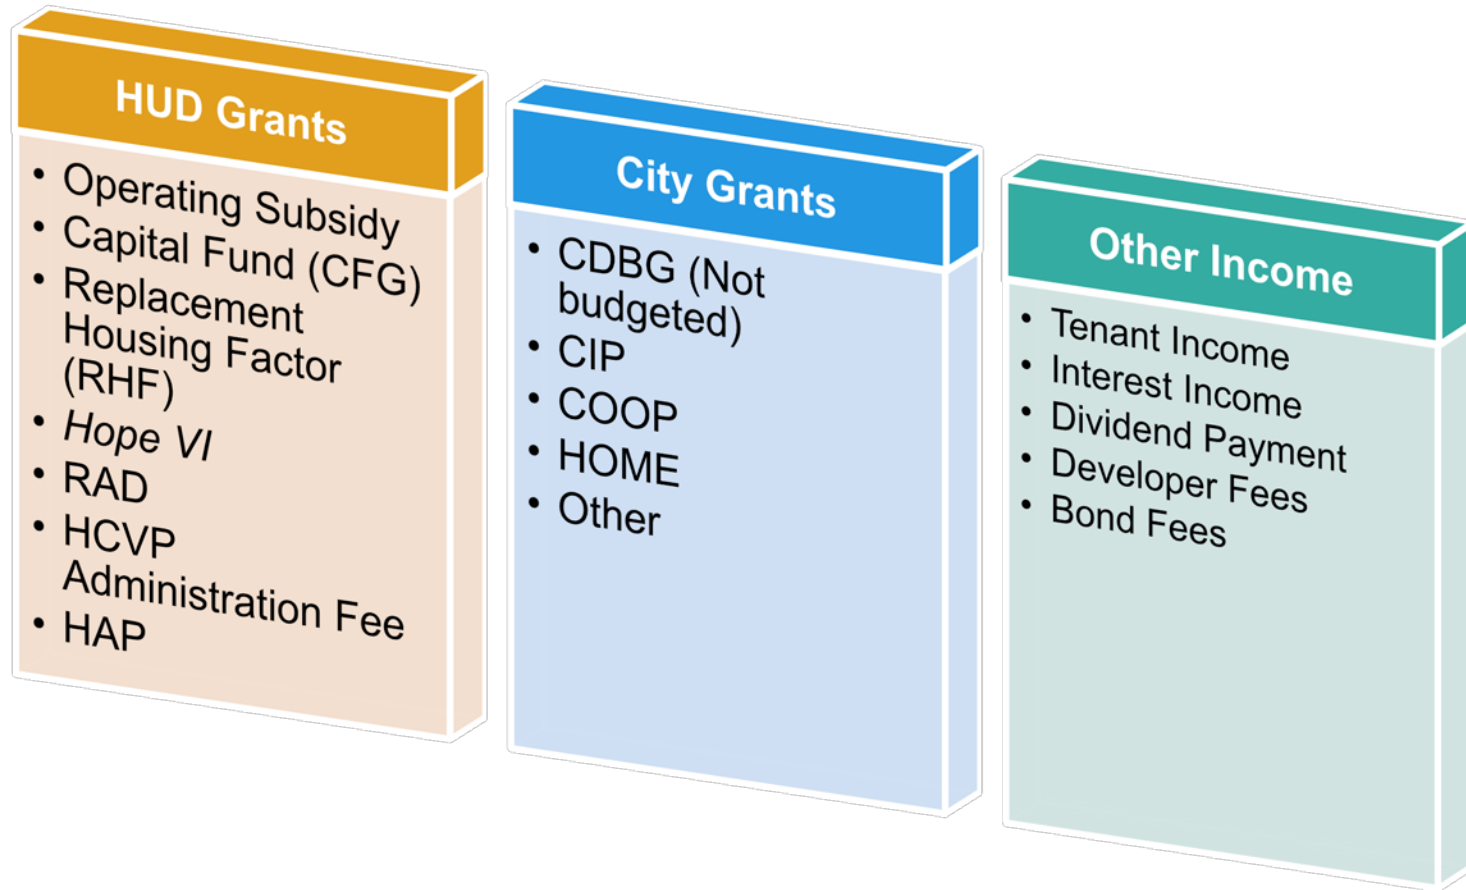 HUD Grants
• Operating Subsidy
• Capital Fund (CFG)
• Replacement
Housing Factor
(RHF)
• Hope VI
• RAD
• HCVP
Administration Fee
• HAP
City Grants
• CDBG (Not
budgeted)
• CIP
• COOP
• HOME
• Other
Other Income
• Tenant Income
• Interest Income
• Dividend Payment
• Developer Fees
• Bond Fees